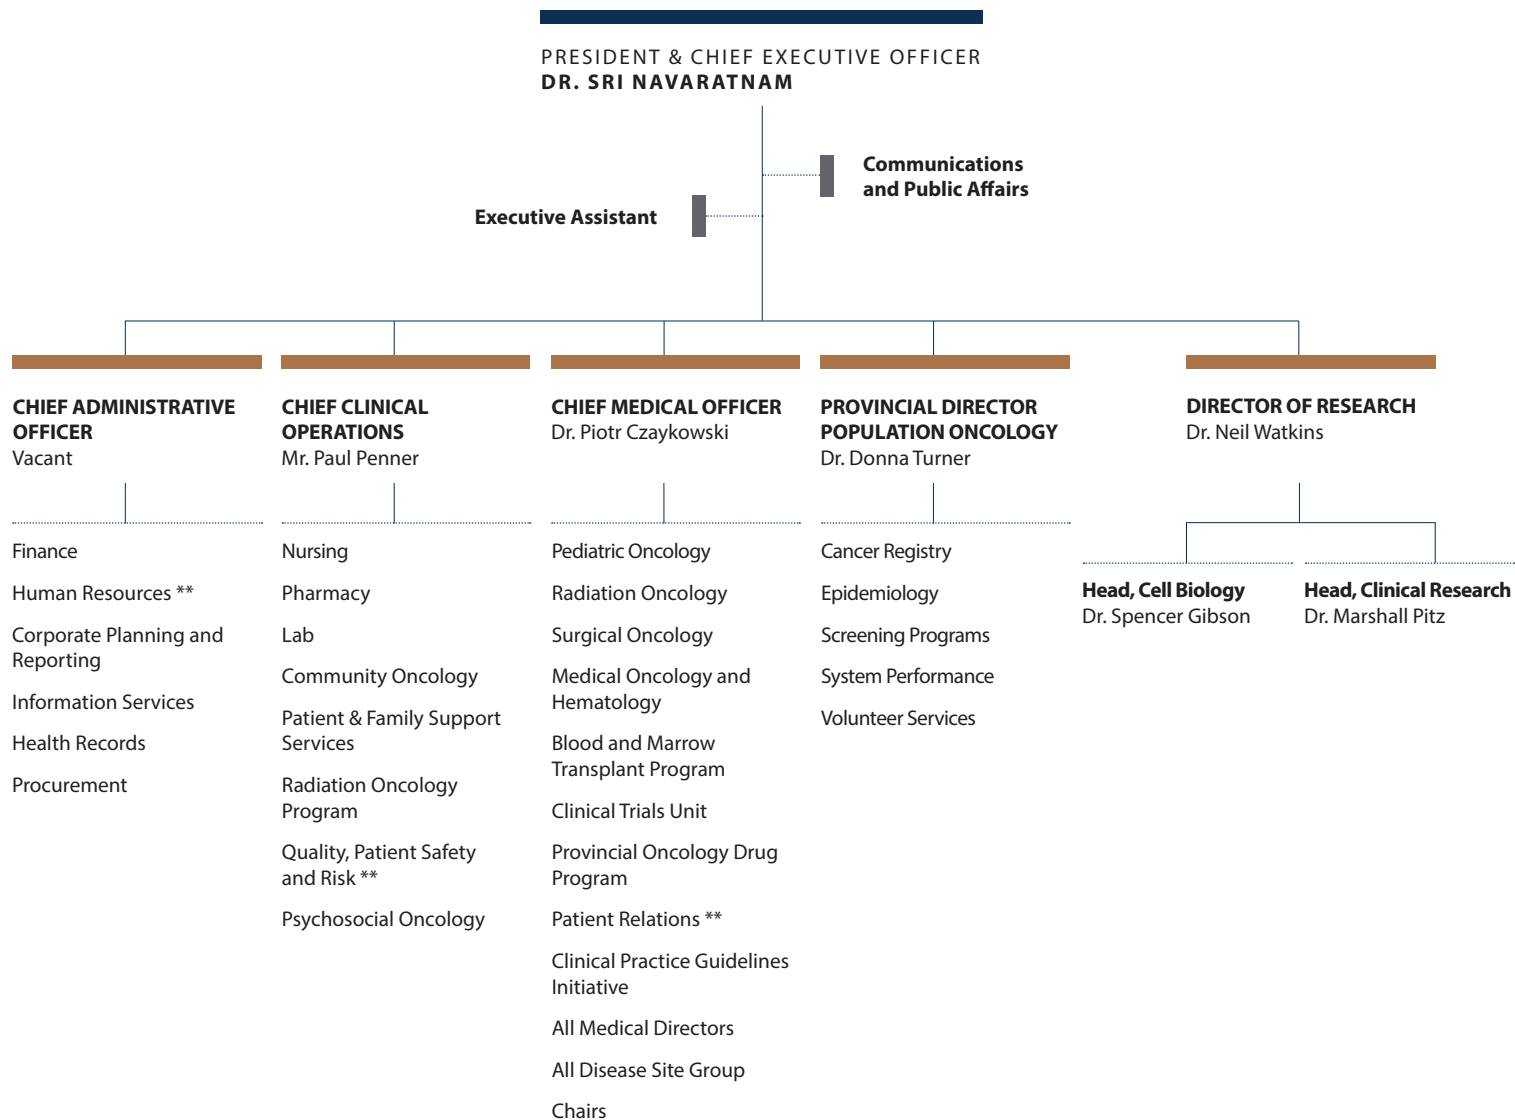 PRESIDENT & CHIEF EXECUTIVE OFFICER
DR. SRI NAVARATNAM
Communications
and Public Affairs
Executive Assistant
CHIEF ADMINISTRATIVE
OFFICER
Vacant
Finance
Human Resources **
Corporate Planning and
Reporting
Information Services
Health Records
Procurement
CHIEF CLINICAL
OPERATIONS
Mr. Paul Penner
Nursing
Pharmacy
Lab
Community Oncology
Patient & Family Support
Services
Radiation Oncology
Program
Quality, Patient Safety
and Risk **
Psychosocial Oncology
CHIEF MEDICAL OFFICER
Dr. Piotr Czaykowski
Pediatric Oncology
Radiation Oncology
Surgical Oncology
Medical Oncology and
Hematology
Blood and Marrow
Transplant Program
Clinical Trials Unit
Provincial Oncology Drug
Program
Patient Relations **
Clinical Practice Guidelines
Initiative
All Medical Directors
All Disease Site Group
Chairs
PROVINCIAL DIRECTOR
POPULATION ONCOLOGY
Dr. Donna Turner
Cancer Registry
Epidemiology
Screening Programs
System Performance
Volunteer Services
DIRECTOR OF RESEARCH
Dr. Neil Watkins
Head, Cell Biology
Dr. Spencer Gibson
Head, Clinical Research
Dr. Marshall Pitz